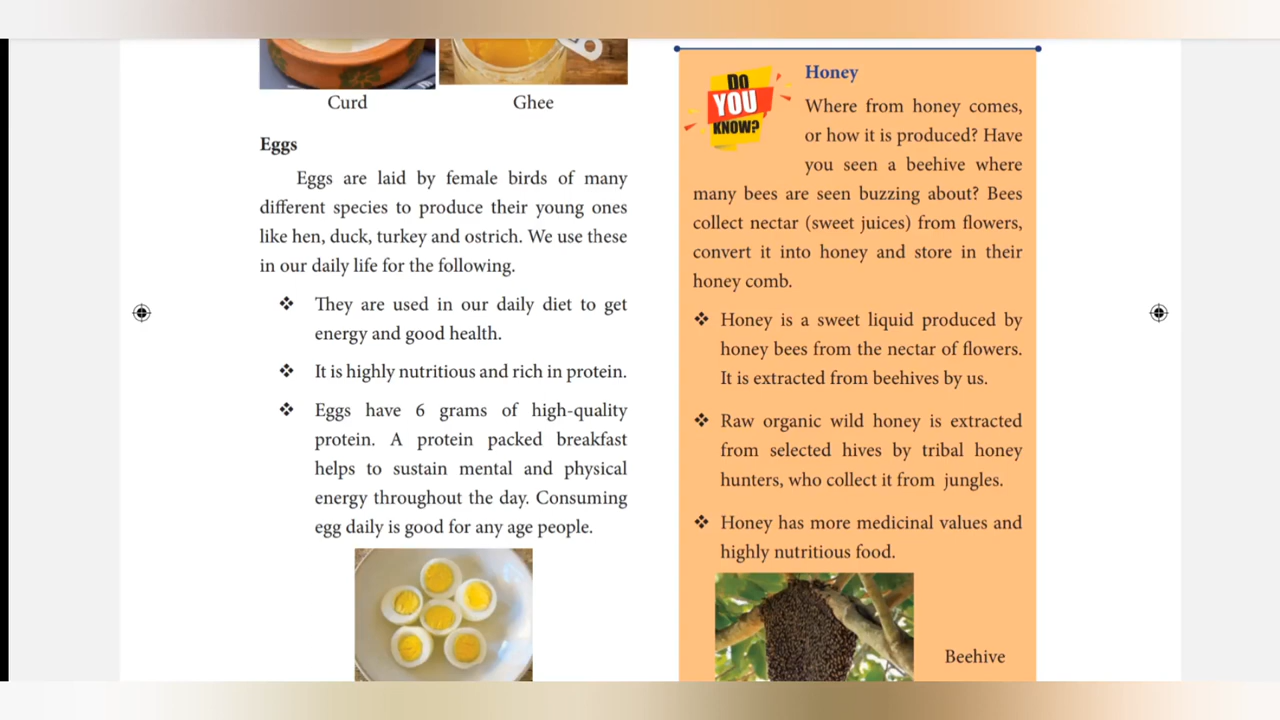 Curd
Ghee
Eggs
Eggs are laid by female birds of many
different species to produce their young ones
like hen, duck, turkey and ostrich. We use these
in our daily life for the following.
❖ They are used in our daily diet to get
energy and good health.
❖ It is highly nutritious and rich in protein.
❖ Eggs have 6 grams of high-quality
protein. A protein packed breakfast
helps to sustain mental and physical
energy throughout the day. Consuming
egg daily is good for any age people.
DO
YOU
KNOW?
Honey
Where from honey comes,
or how it is produced? Have
you seen a beehive where
many bees are seen buzzing about? Bees
collect nectar (sweet juices) from flowers,
convert it into honey and store in their
honey comb.
❖ Honey is a sweet liquid produced by
honey bees from the nectar of flowers.
It is extracted from beehives by us.
❖ Raw organic wild honey is extracted
from selected hives by tribal honey
hunters, who collect it from jungles.
❖ Honey has more medicinal values and
highly nutritious food.
Beehive